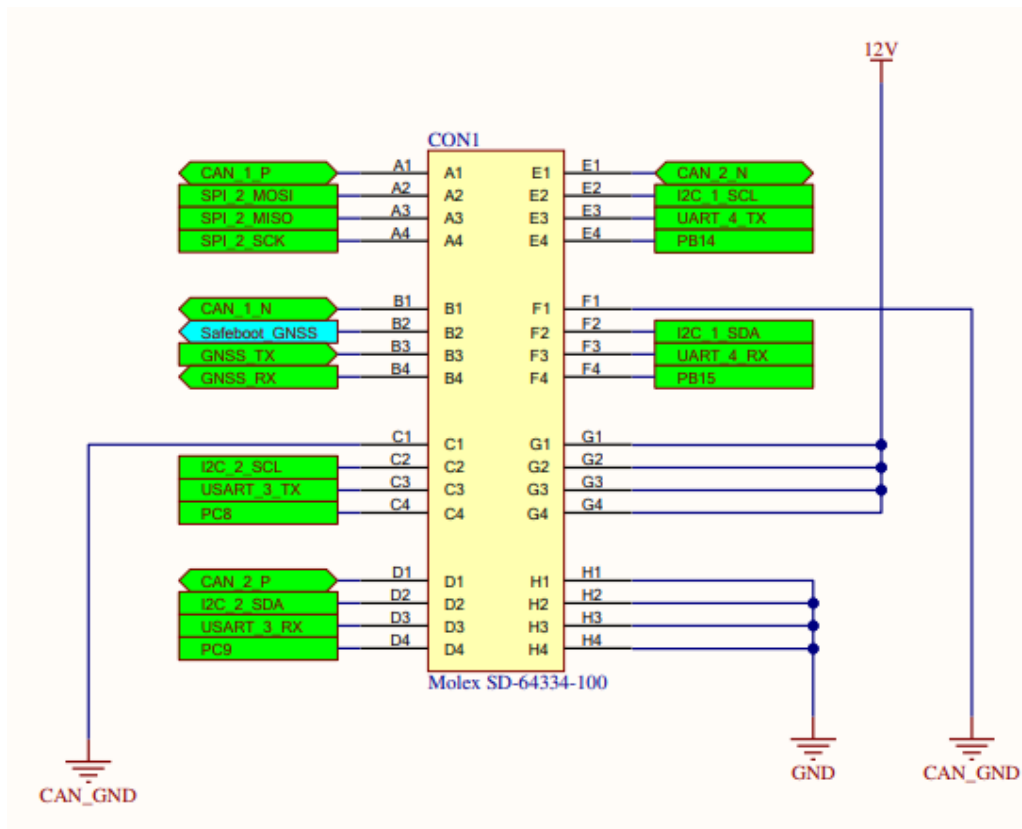 12V
CON1
CAN_1_P A1 A1 E1 E1 CAN_2_N
SPI_2_MOSI A2 A2 E2 E2 I2C_1_SCL
SPI_2_MISO A3 A3 E3 E3 UART_4_TX
SPI_2_SCK A4 A4 E4 E4 PB14
CAN_1_N B1 B1 F1 F1
Safeboot_GNSS B2 B2 F2 F2 I2C_1_SDA
GNSS_TX B3 B3 F3 F3 UART_4_RX
GNSS_RX B4 B4 F4 F4 PB15
C1 C1 G1 G1
I2C_2_SCL C2 C2 G2 G2
USART_3_TX C3 C3 G3 G3
PC8 C4 C4 G4 G4
CAN_2_P D1 D1 H1 H1
I2C_2_SDA D2 D2 H2 H2
USART_3_RX D3 D3 H3 H3
PC9 D4 D4 H4 H4
Molex SD-64334-100
CAN_GND GND CAN_GND